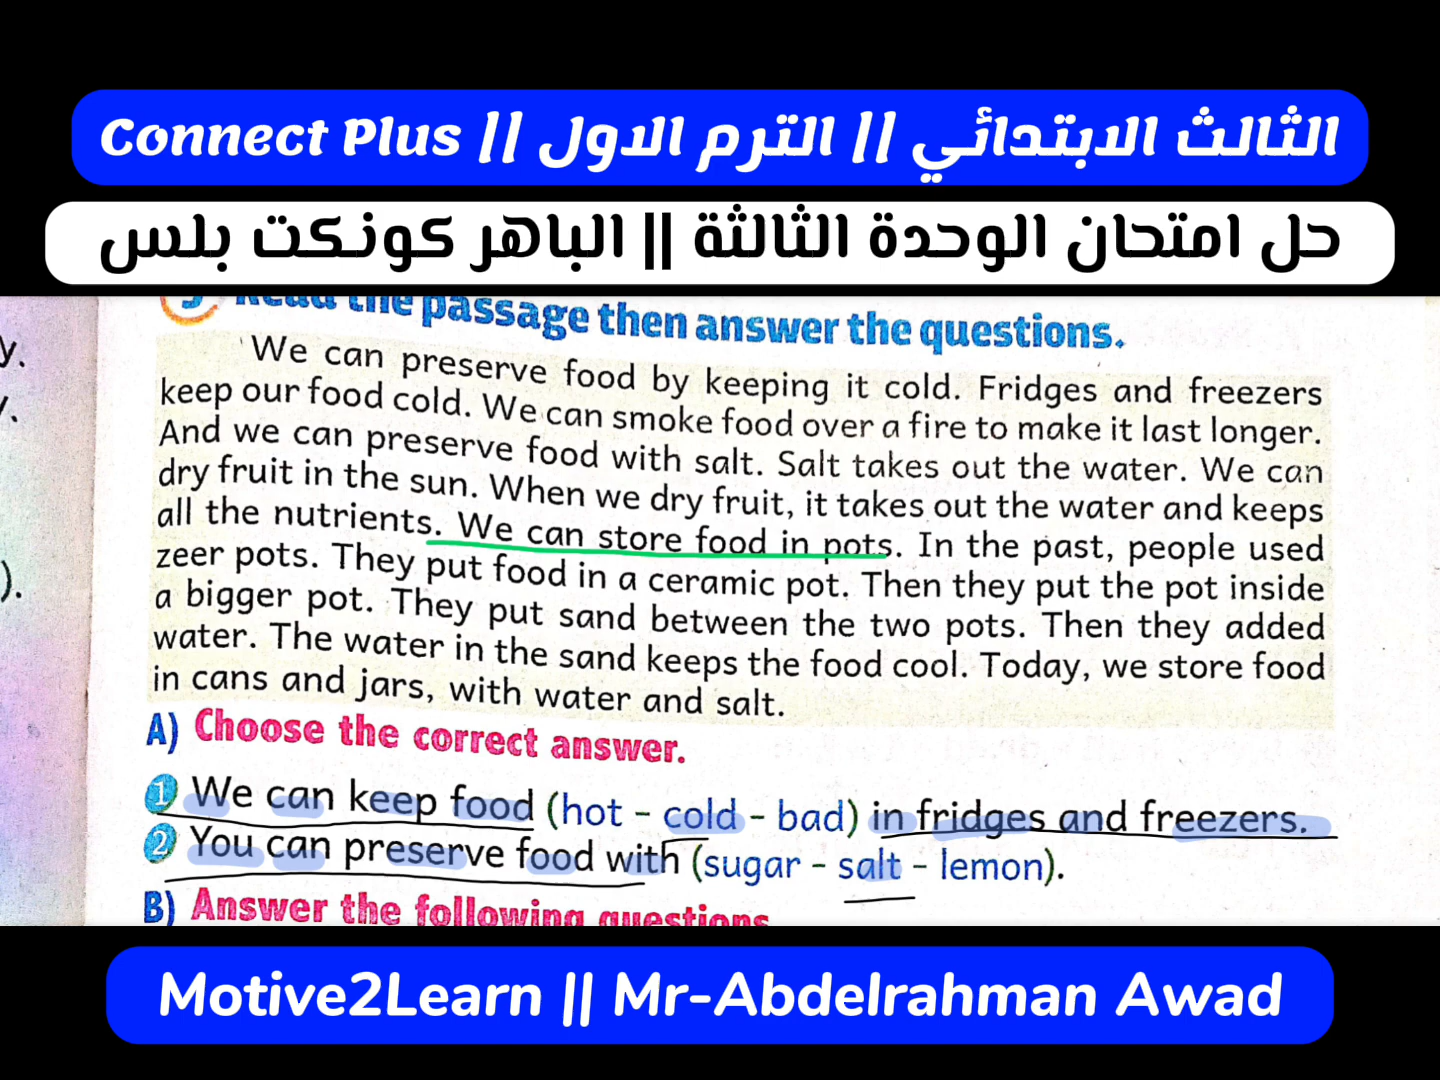 Connect Plus || الثالث الابتدائي || الترم الاول
حل امتحان الوحدة الثالثة || الباهر كونكت بلس
Read the passage then answer the questions.
We can preserve food by keeping it cold. Fridges and freezers
keep our food cold. We can smoke food over a fire to make it last longer.
And we can preserve food with salt. Salt takes out the water. We can
dry fruit in the sun. When we dry fruit, it takes out the water and keeps
all the nutrients. We can store food in pots. In the past, people used
zeer pots. They put food in a ceramic pot. Then they put the pot inside
a bigger pot. They put sand between the two pots. Then they added
water. The water in the sand keeps the food cool. Today, we store food
in cans and jars, with water and salt.
A) Choose the correct answer.
1 We can keep food (hot - cold - bad) in fridges and freezers.
2 You can preserve food with (sugar - salt - lemon).
B) Answer the following questions
Motive2Learn || Mr-Abdelrahman Awad